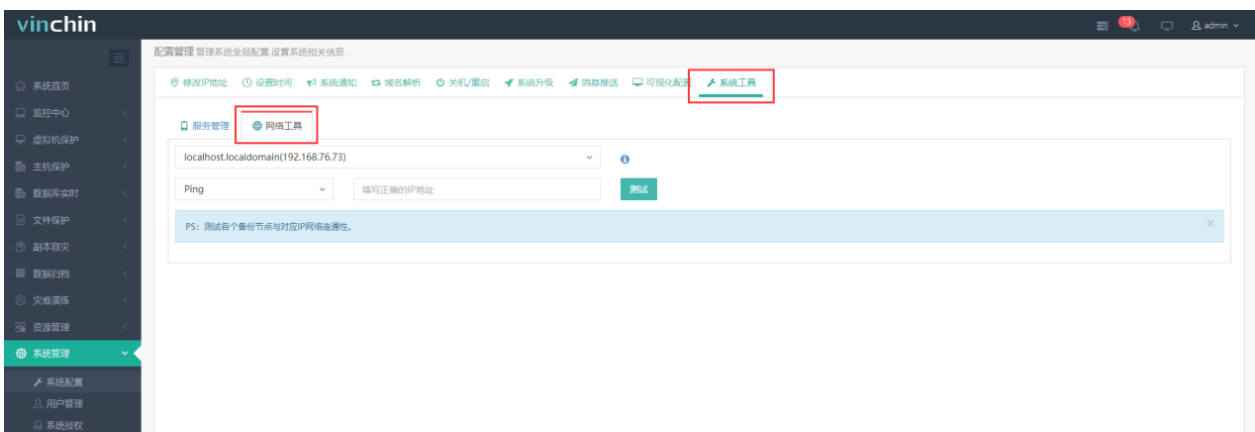 vinchin
13
admin
配置管理 管理系统全局配置,设置系统相关信息
修改IP地址 设置时间 系统通知 域名解析 关机/重启 系统升级 消息推送 可视化配置 系统工具
系统首页
监控中心
虚拟机保护
主机保护
数据库实时
文件保护
副本容灾
数据归档
灾难演练
资源管理
系统管理
系统配置
用户管理
系统授权
服务管理 网络工具
localhost.localdomain(192.168.76.73)
Ping 填写正确的IP地址 测试
PS：测试各个备份节点与对应IP网络连通性。